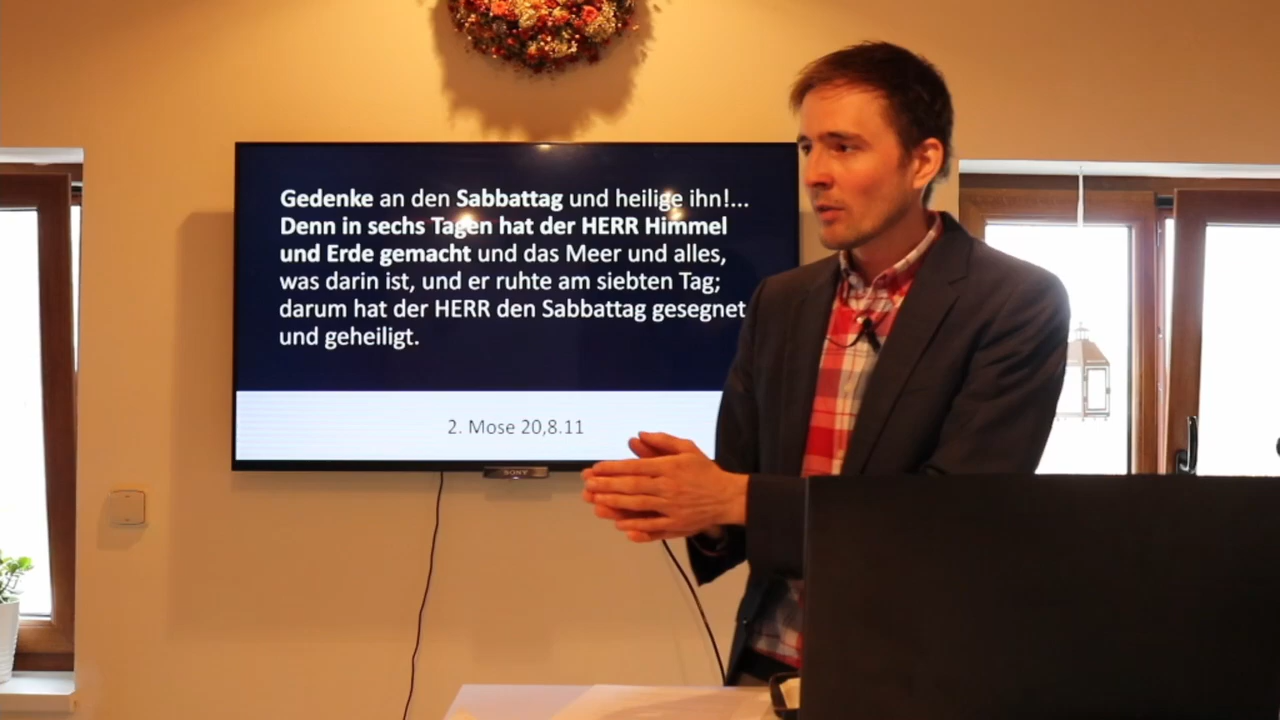 Gedenke an den Sabbattag und heilige ihn!...
Denn in sechs Tagen hat der HERR Himmel
und Erde gemacht und das Meer und alles,
was darin ist, und er ruhte am siebten Tag;
darum hat der HERR den Sabbattag gesegnet
und geheiligt.
2. Mose 20,8.11
SONY